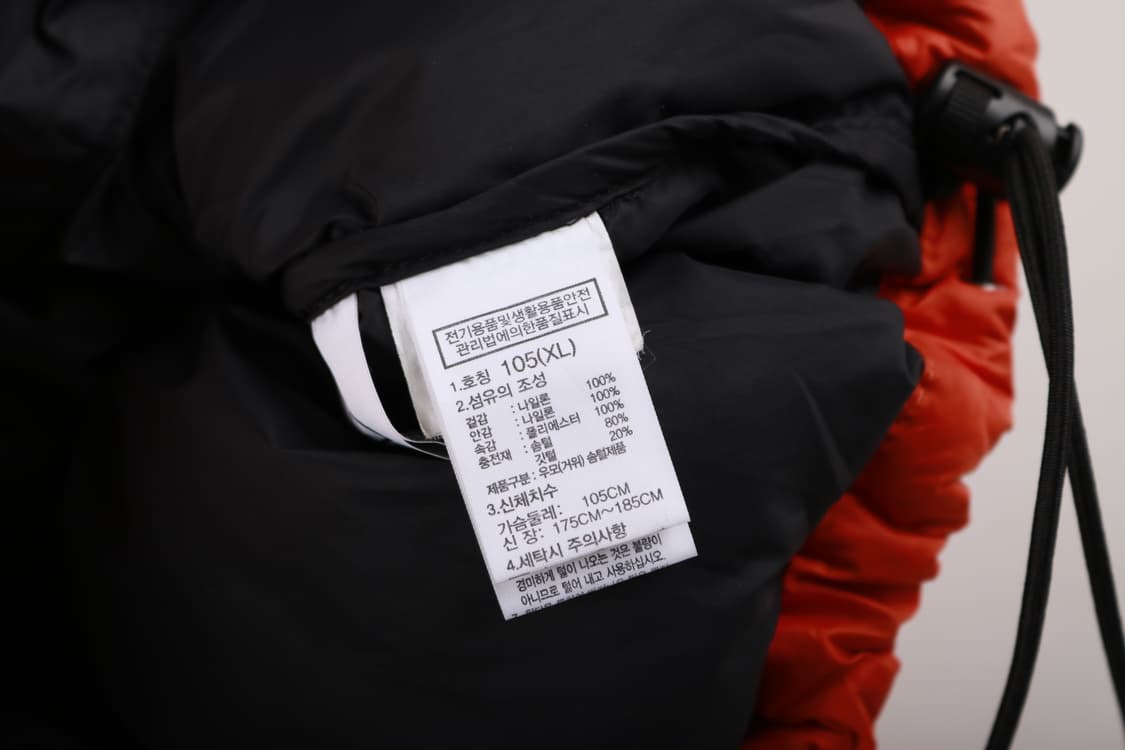 전기용품및생활용품안전
관리법에의한품질표시
1.호칭 105(XL)
2.섬유의 조성
겉감 : 나일론 100%
안감 : 나일론 100%
속감 : 폴리에스터 100%
충전재 : 솜털 80%
깃털 20%
제품구분 : 우모(거위) 솜털제품
3.신체치수
가슴둘레: 105CM
신 장: 175CM~185CM
4.세탁시 주의사항
경미하게 털이 나오는 것은 불량이
아니므로 털어 내고 사용하십시오.